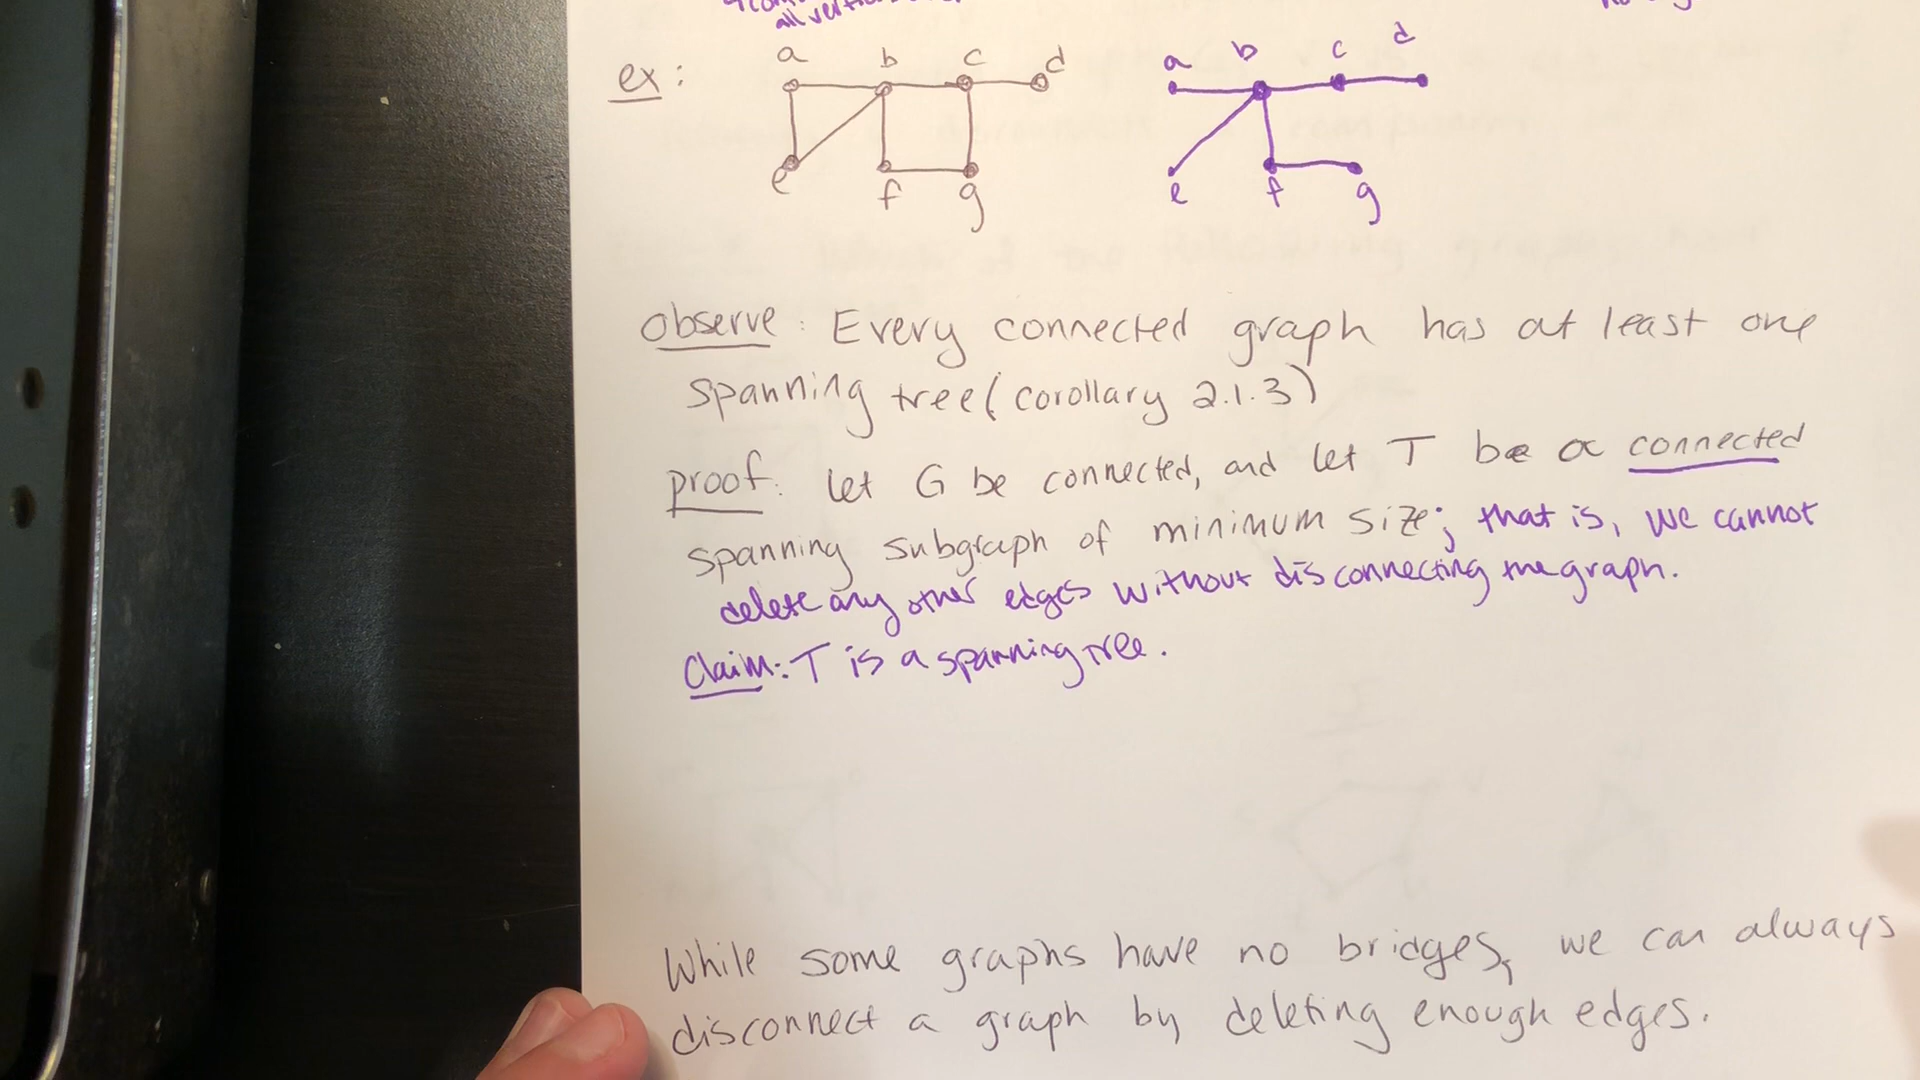 all
ex:
a b c d
e f g
a b c d
e f g
observe: Every connected graph has at least one
spanning tree (corollary 2.1.3)
proof: let G be connected, and let T be a connected
spanning subgraph of minimum size; that is, we cannot
delete any other edges without disconnecting the graph.
Claim: T is a spanning tree.
While some graphs have no bridges, we can always
disconnect a graph by deleting enough edges.